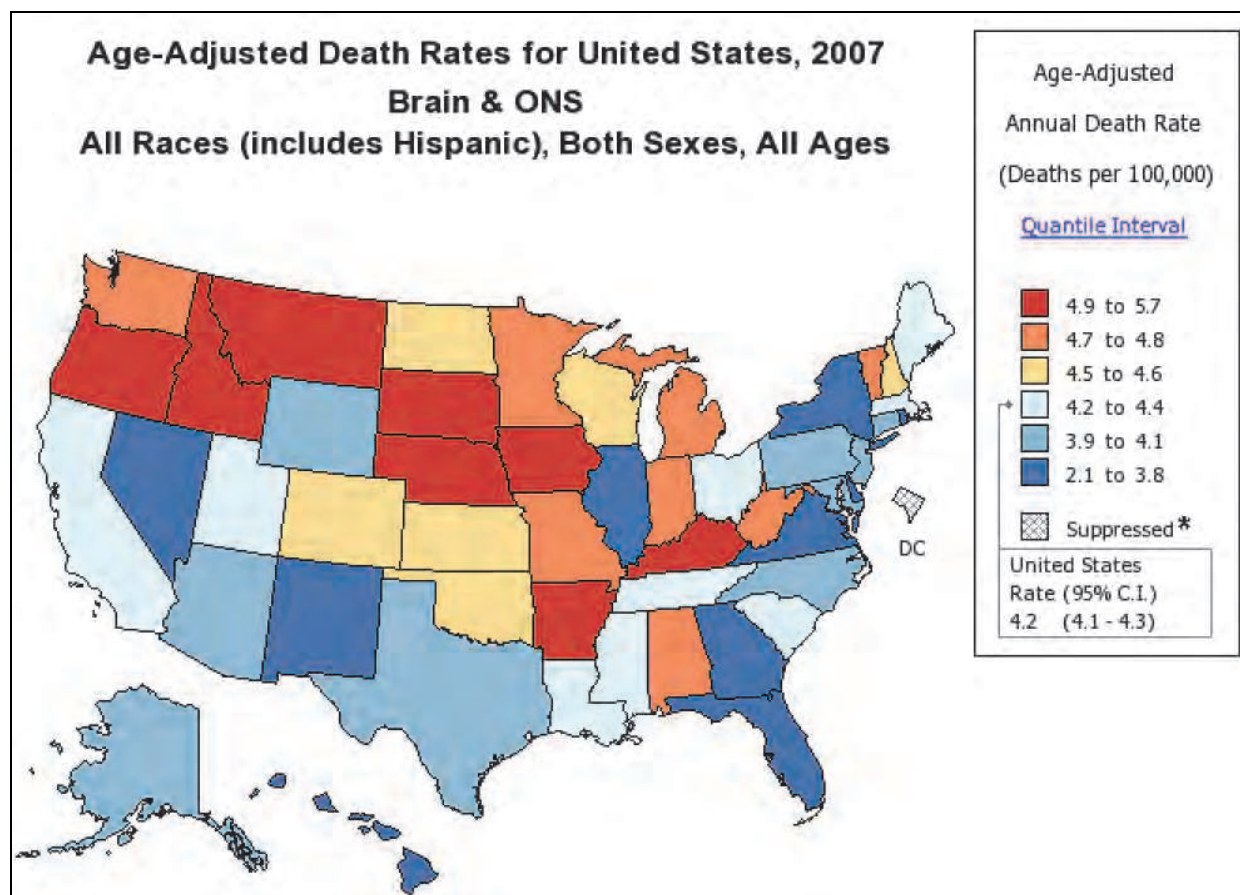 Age-Adjusted Death Rates for United States, 2007
Brain & ONS
All Races (includes Hispanic), Both Sexes, All Ages
Age-Adjusted
Annual Death Rate
(Deaths per 100,000)
Quantile Interval
4.9 to 5.7
4.7 to 4.8
4.5 to 4.6
4.2 to 4.4
3.9 to 4.1
2.1 to 3.8
Suppressed*
United States
Rate (95% C.I.)
4.2 (4.1 - 4.3)
DC